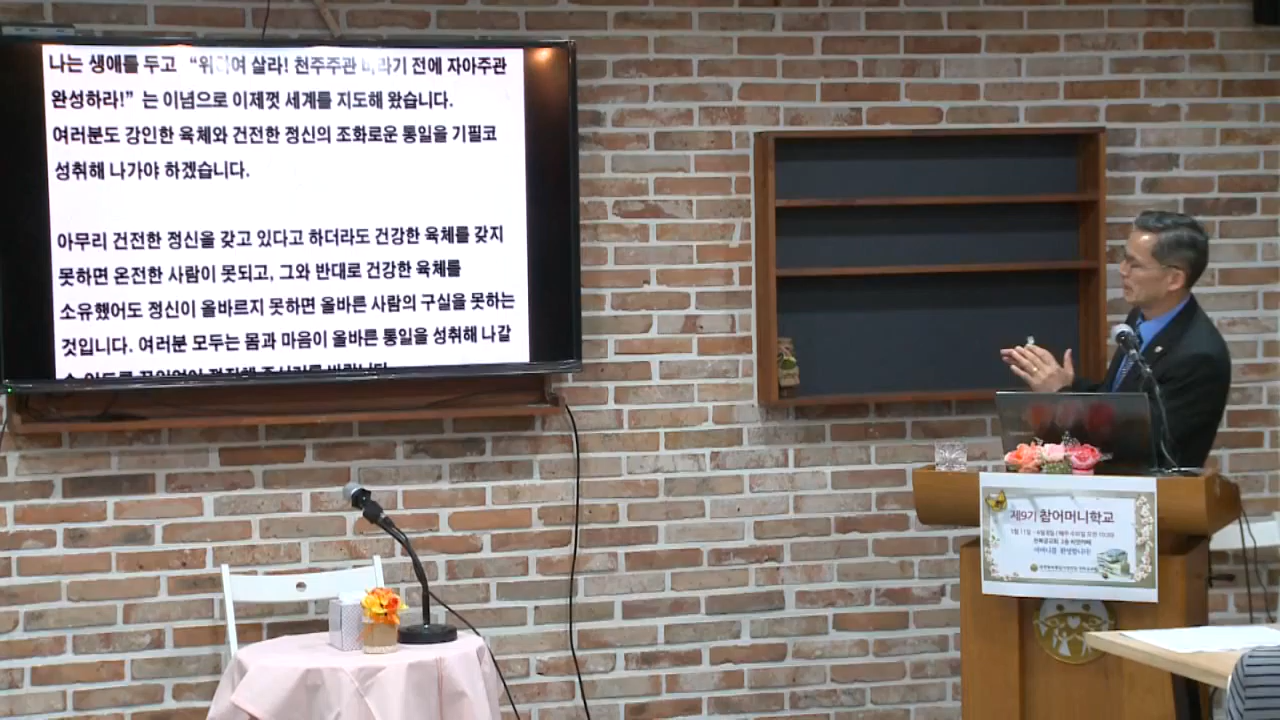 나는 생애를 두고 “위하여 살라! 천주주관 바라기 전에 자아주관
완성하라!” 는 이념으로 이제껏 세계를 지도해 왔습니다.
여러분도 강인한 육체와 건전한 정신의 조화로운 통일을 기필코
성취해 나가야 하겠습니다.
아무리 건전한 정신을 갖고 있다고 하더라도 건강한 육체를 갖지
못하면 온전한 사람이 못되고, 그와 반대로 건강한 육체를
소유했어도 정신이 올바르지 못하면 올바른 사람의 구실을 못하는
것입니다. 여러분 모두는 몸과 마음이 올바른 통일을 성취해 나갈
제9기 참어머니학교